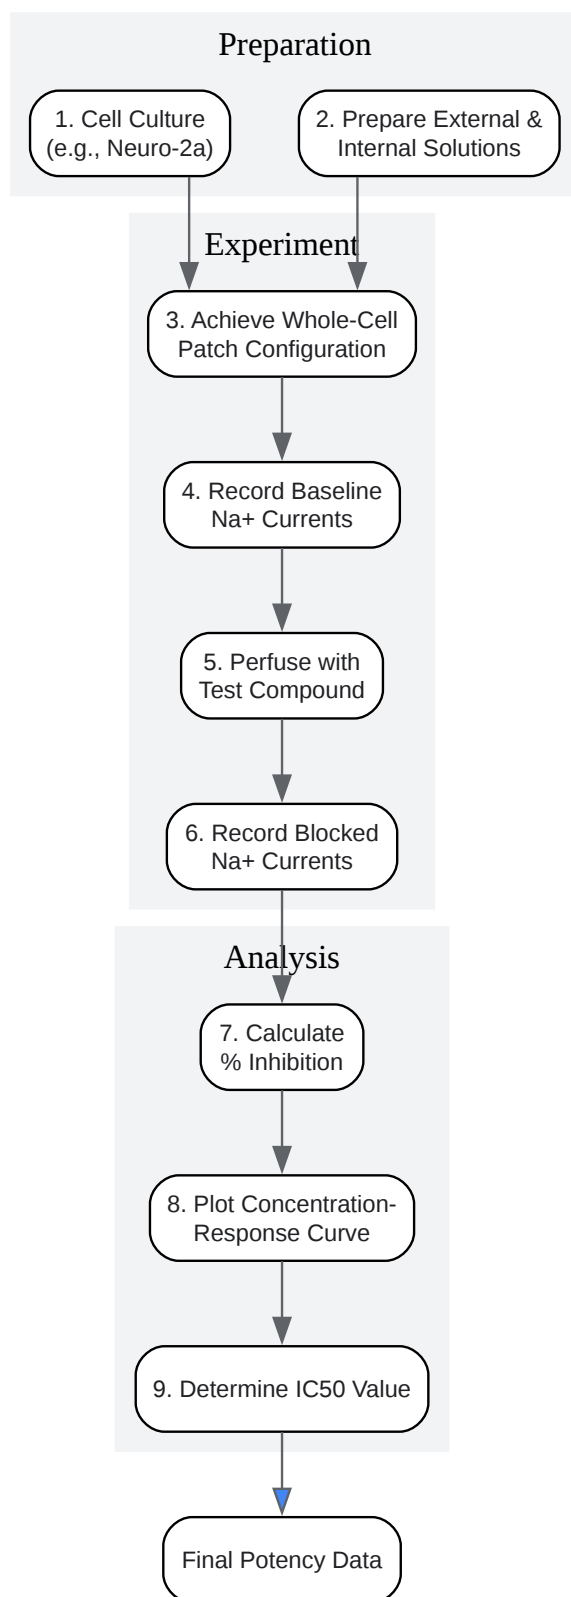 Preparation
1. Cell Culture
(e.g., Neuro-2a)
2. Prepare External &
Internal Solutions
Experiment
3. Achieve Whole-Cell
Patch Configuration
4. Record Baseline
Na+ Currents
5. Perfuse with
Test Compound
6. Record Blocked
Na+ Currents
Analysis
7. Calculate
% Inhibition
8. Plot Concentration-
Response Curve
9. Determine IC50 Value
Final Potency Data